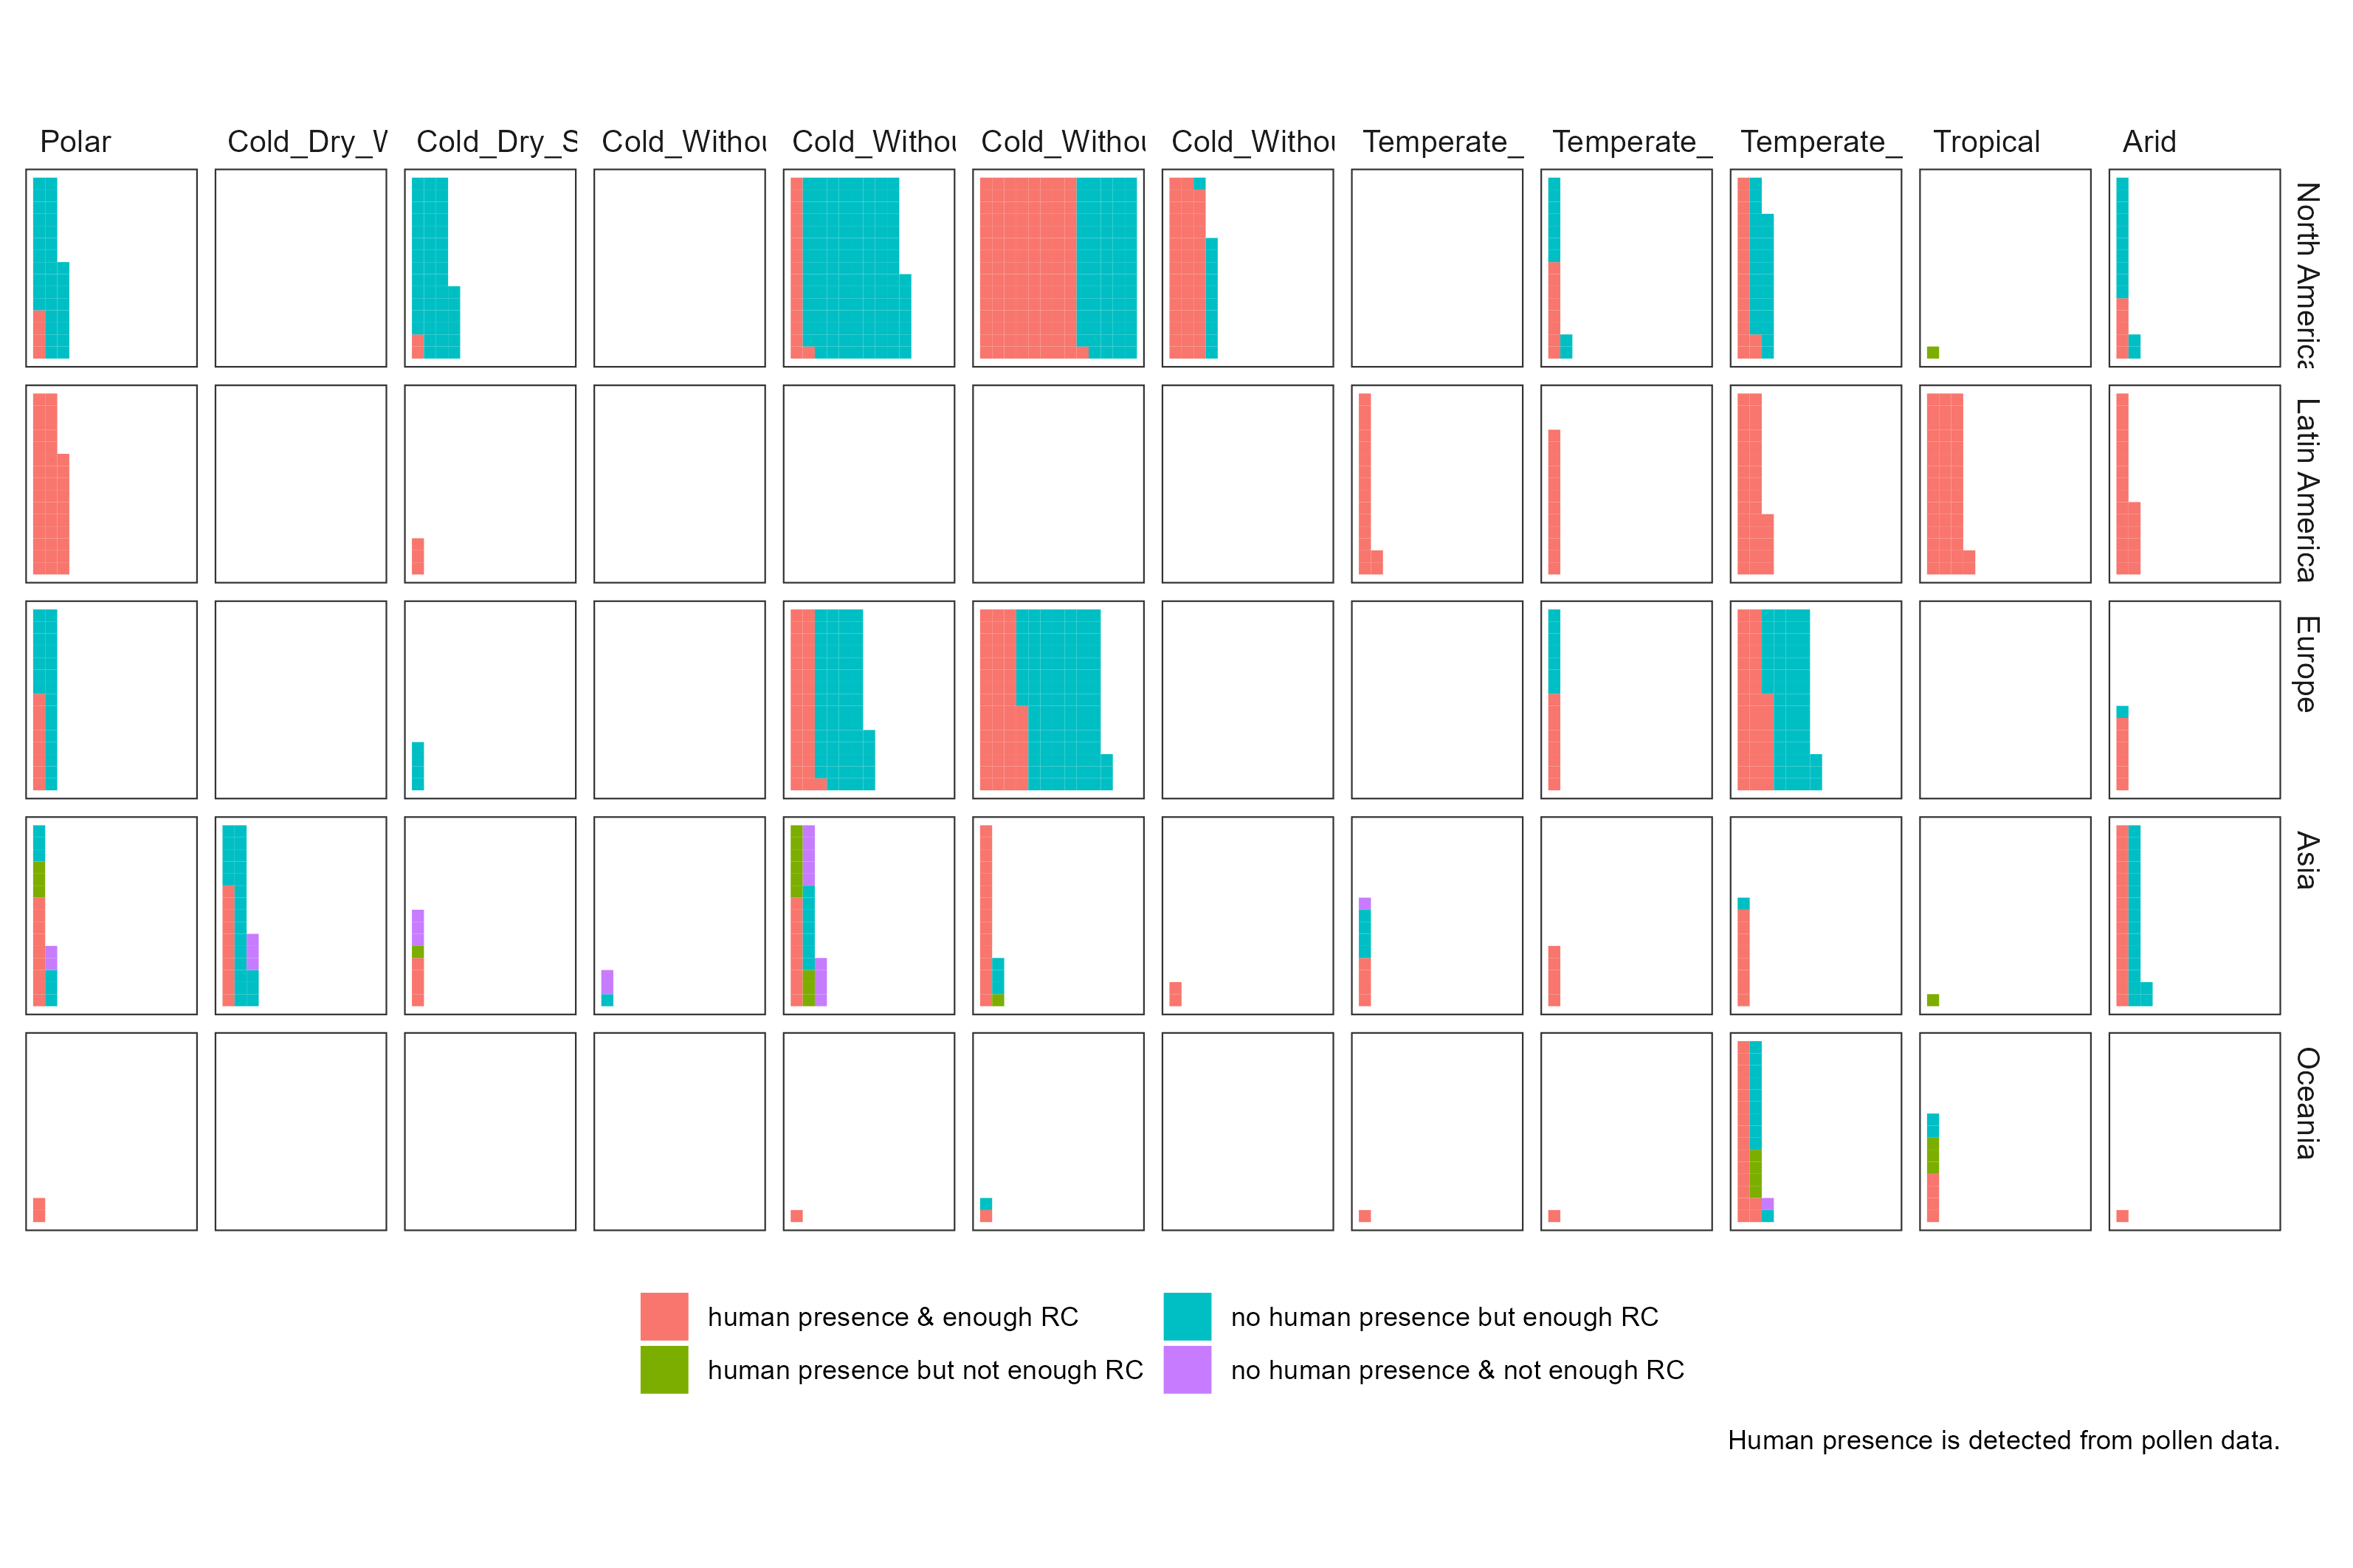 Polar
Cold_Dry_W
Cold_Dry_S
Cold_Withou
Cold_Withou
Cold_Withou
Cold_Withou
Temperate_
Temperate_
Temperate_
Tropical
Arid
North America
Latin America
Europe
Asia
Oceania
human presence & enough RC
no human presence but enough RC
human presence but not enough RC
no human presence & not enough RC
Human presence is detected from pollen data.